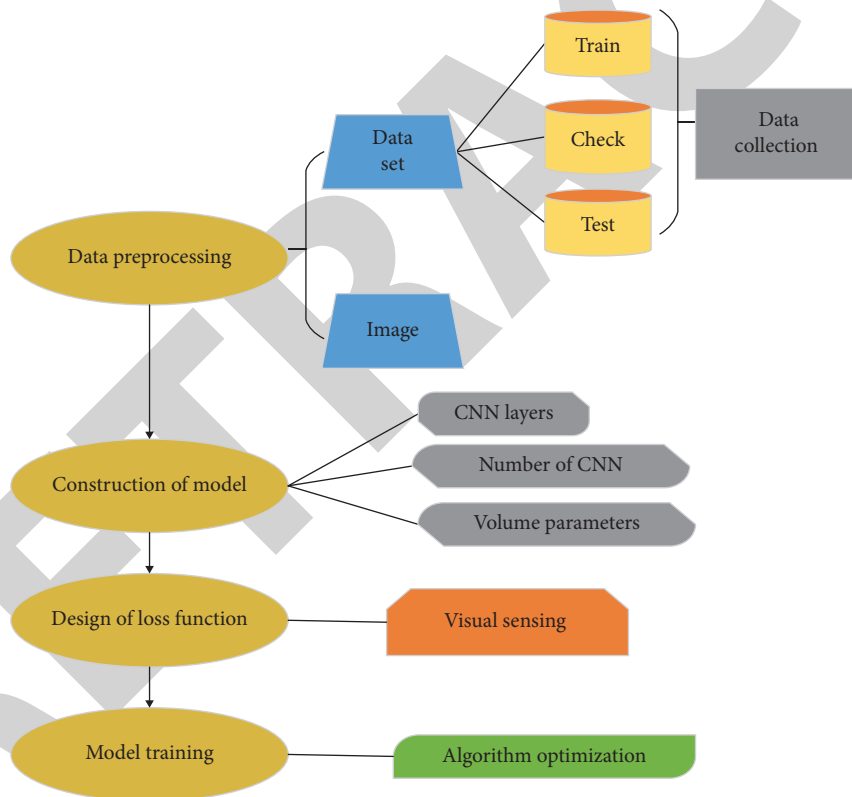 Train
Data
set
Check
Data
collection
Test
Data preprocessing
Image
CNN layers
Number of CNN
Construction of model
Volume parameters
Design of loss function
Visual sensing
Model training
Algorithm optimization